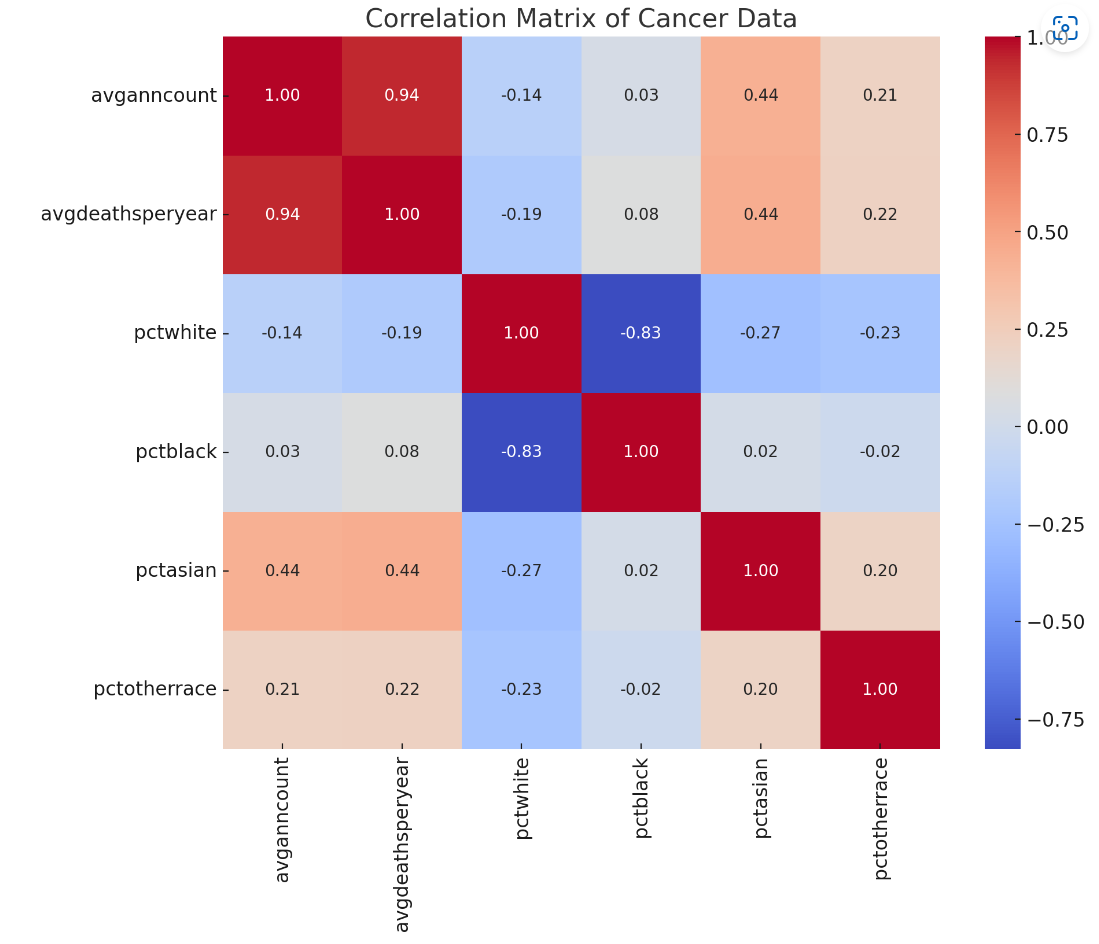 Correlation Matrix of Cancer Data
avganncount
1.00 0.94 -0.14 0.03 0.44 0.21
avgdeathsperyear
0.94 1.00 -0.19 0.08 0.44 0.22
pctwhite
-0.14 -0.19 1.00 -0.83 -0.27 -0.23
pctblack
0.03 0.08 -0.83 1.00 0.02 -0.02
pctasian
0.44 0.44 -0.27 0.02 1.00 0.20
pctotherrace
0.21 0.22 -0.23 -0.02 0.20 1.00
avganncount
avgdeathsperyear
pctwhite
pctblack
pctasian
pctotherrace
1.00
0.75
0.50
0.25
0.00
−0.25
−0.50
−0.75